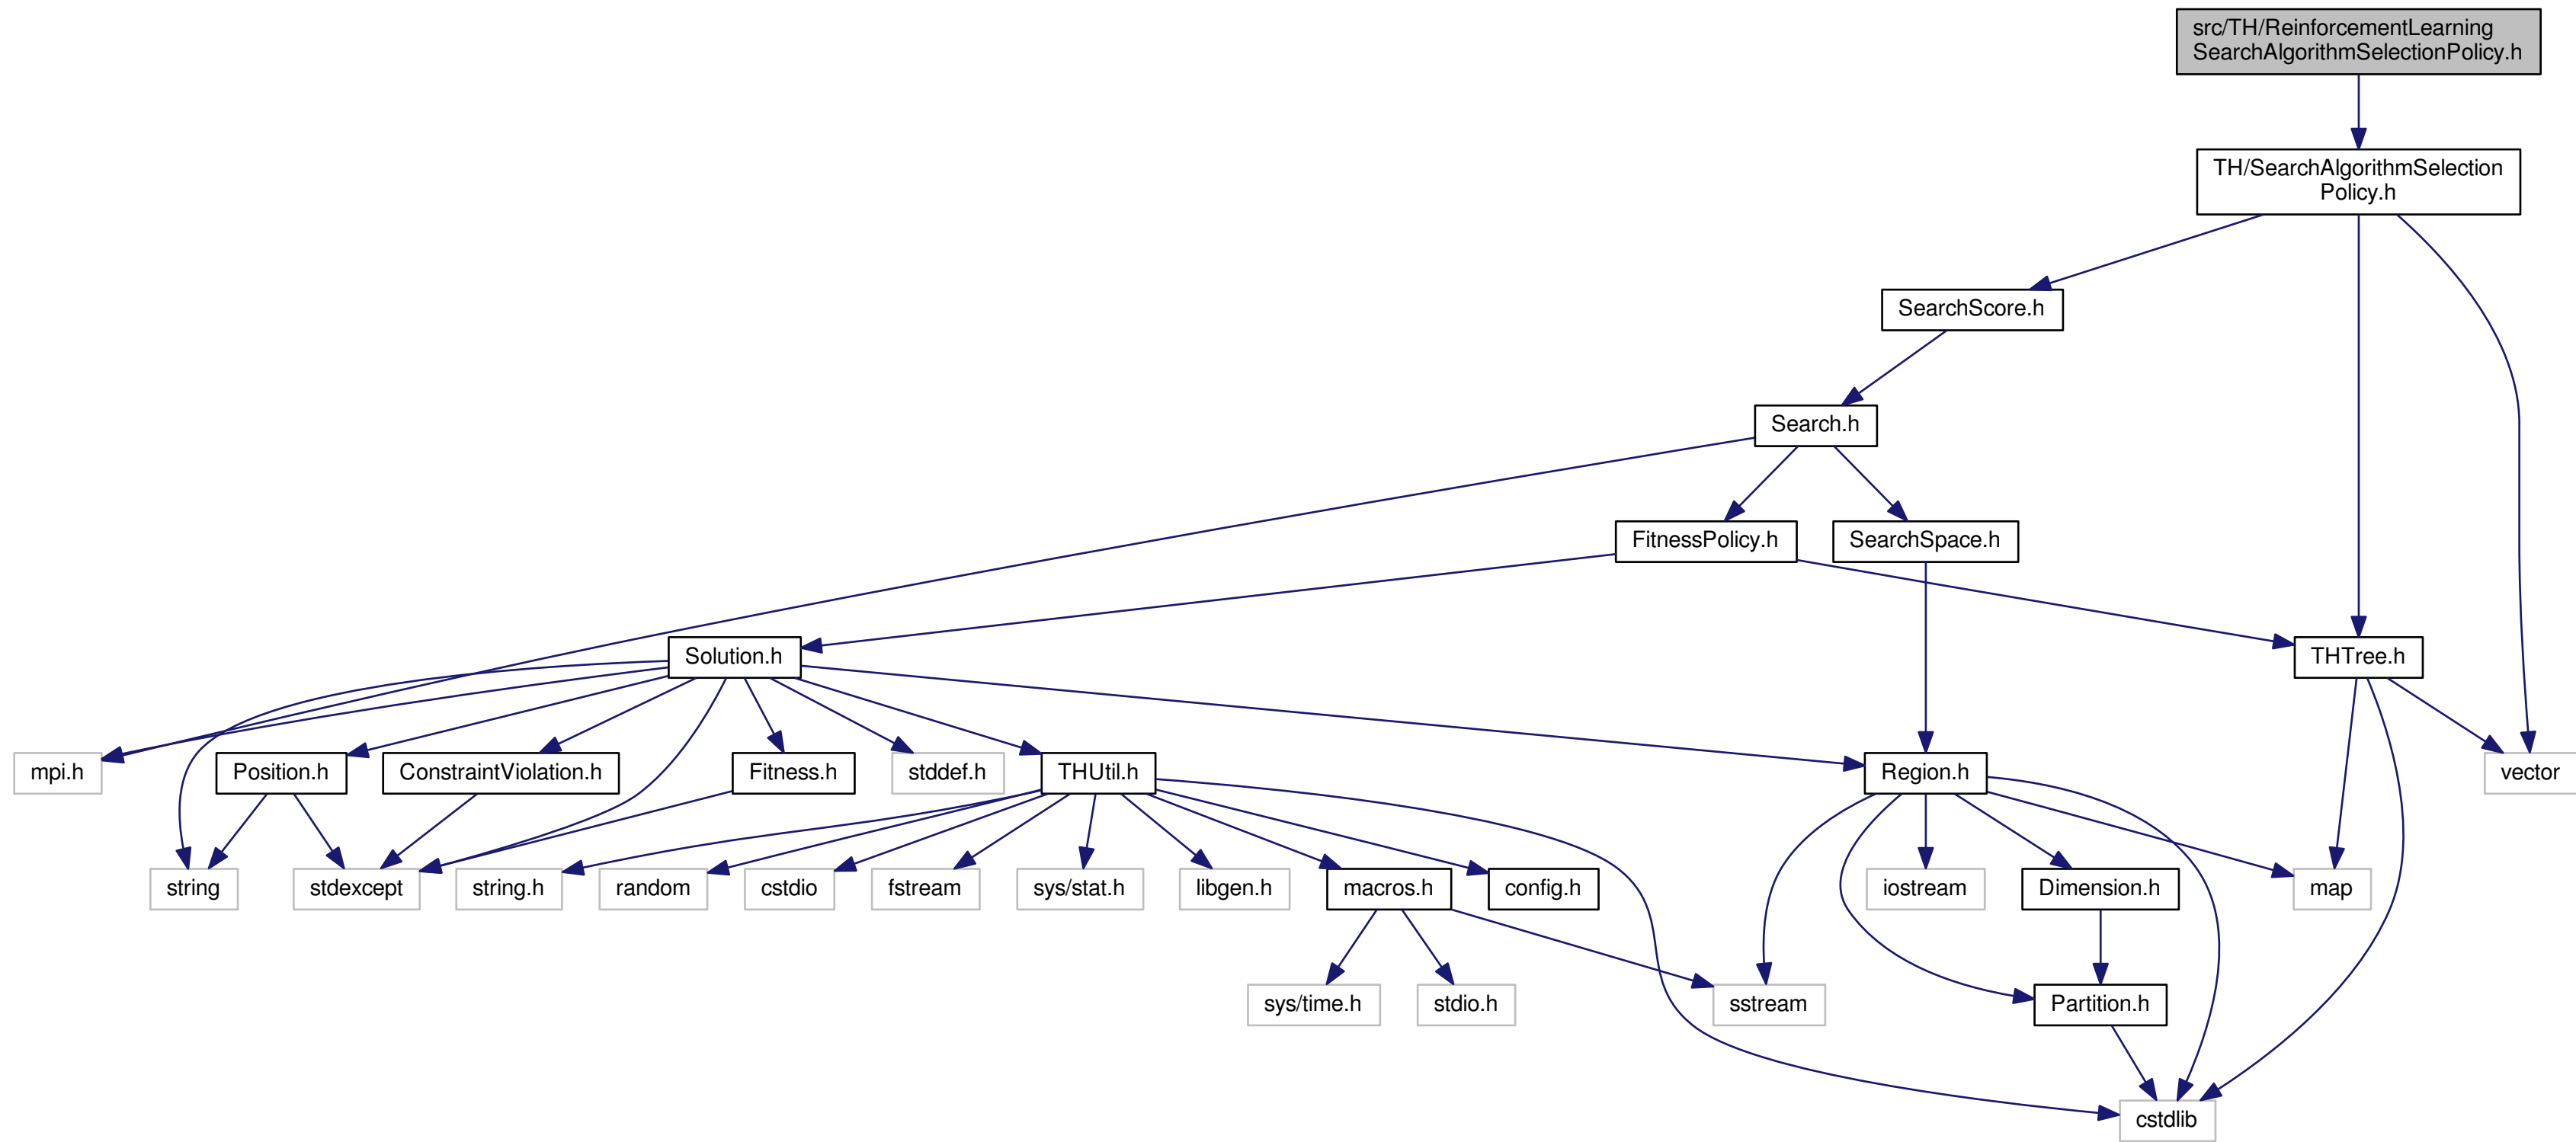 src/TH/ReinforcementLearning
SearchAlgorithmSelectionPolicy.h
TH/SearchAlgorithmSelection
Policy.h
SearchScore.h
Search.h
FitnessPolicy.h
SearchSpace.h
Solution.h
THTree.h
mpi.h
Position.h
ConstraintViolation.h
Fitness.h
stddef.h
THUtil.h
Region.h
vector
string
stdexcept
string.h
random
cstdio
fstream
sys/stat.h
libgen.h
macros.h
config.h
iostream
Dimension.h
map
sys/time.h
stdio.h
sstream
Partition.h
cstdlib